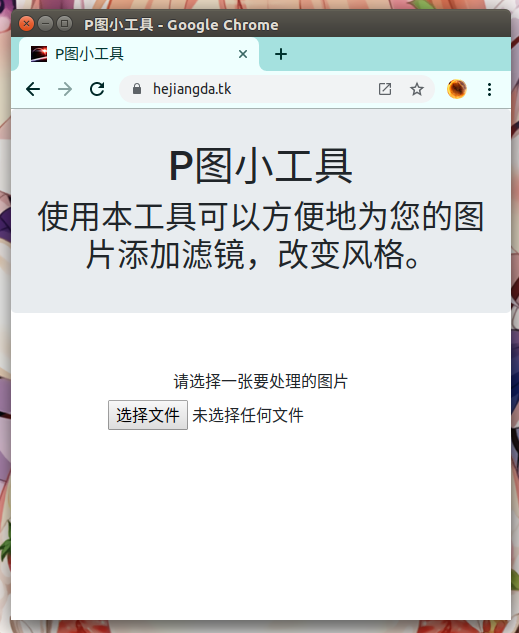 P图小工具 - Google Chrome
P图小工具
hejiangda.tk
P图小工具
使用本工具可以方便地为您的图
片添加滤镜，改变风格。
请选择一张要处理的图片
选择文件 未选择任何文件